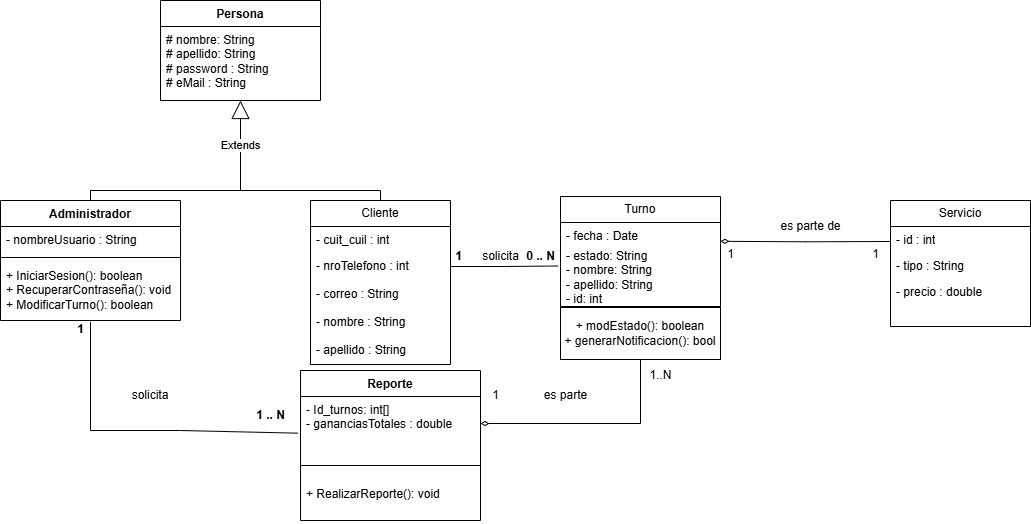 Persona
# nombre: String
# apellido: String
# password : String
# eMail : String
Extends
Administrador
- nombreUsuario : String
+ IniciarSesion(): boolean
+ RecuperarContraseña(): void
+ ModificarTurno(): boolean
Cliente
- cuit_cuil : int
- nroTelefono : int
- correo : String
- nombre : String
- apellido : String
1
solicita
0 .. N
Turno
- fecha : Date
- estado: String
- nombre: String
- apellido: String
- id: int
+ modEstado(): boolean
+ generarNotificacion(): bool
es parte de
1
1
Servicio
- id : int
- tipo : String
- precio : double
1
solicita
1 .. N
Reporte
- Id_turnos: int[]
- gananciasTotales : double
+ RealizarReporte(): void
1
es parte
1..N